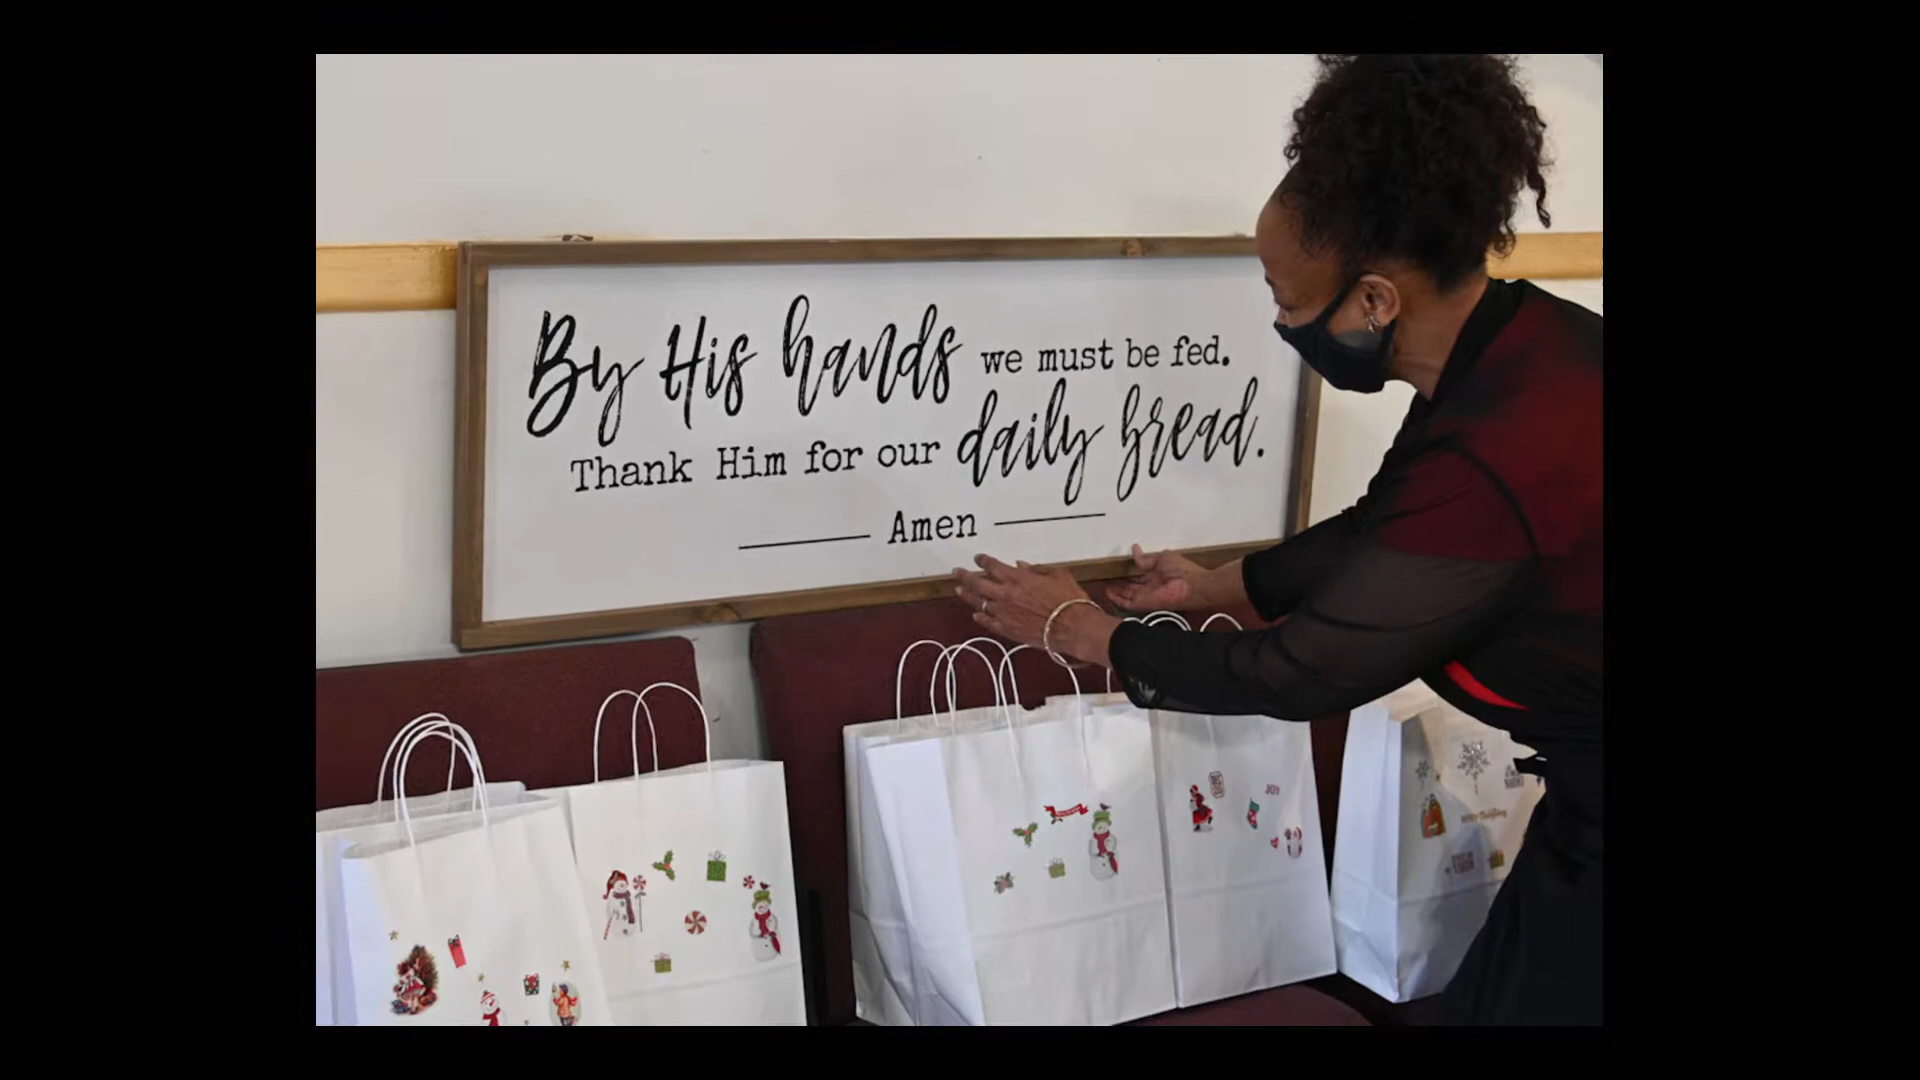 By His hands we must be fed.
Thank Him for our daily bread.
Amen
JOY